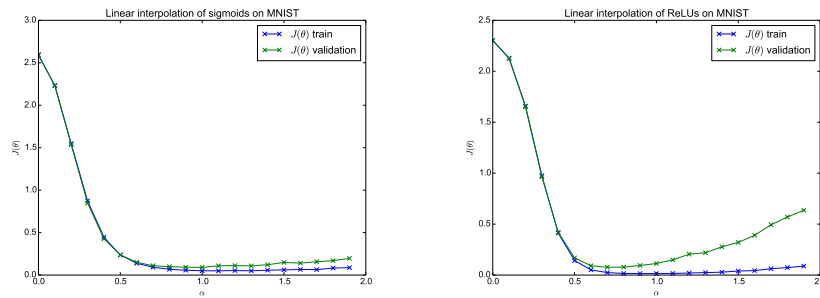 Linear interpolation of sigmoids on MNIST
J(θ) train
J(θ) validation
J(θ)
3.0
2.5
2.0
1.5
1.0
0.5
0.0
0.0 0.5 1.0 1.5 2.0
α
Linear interpolation of ReLUs on MNIST
J(θ) train
J(θ) validation
J(θ)
2.5
2.0
1.5
1.0
0.5
0.0
0.0 0.5 1.0 1.5
α